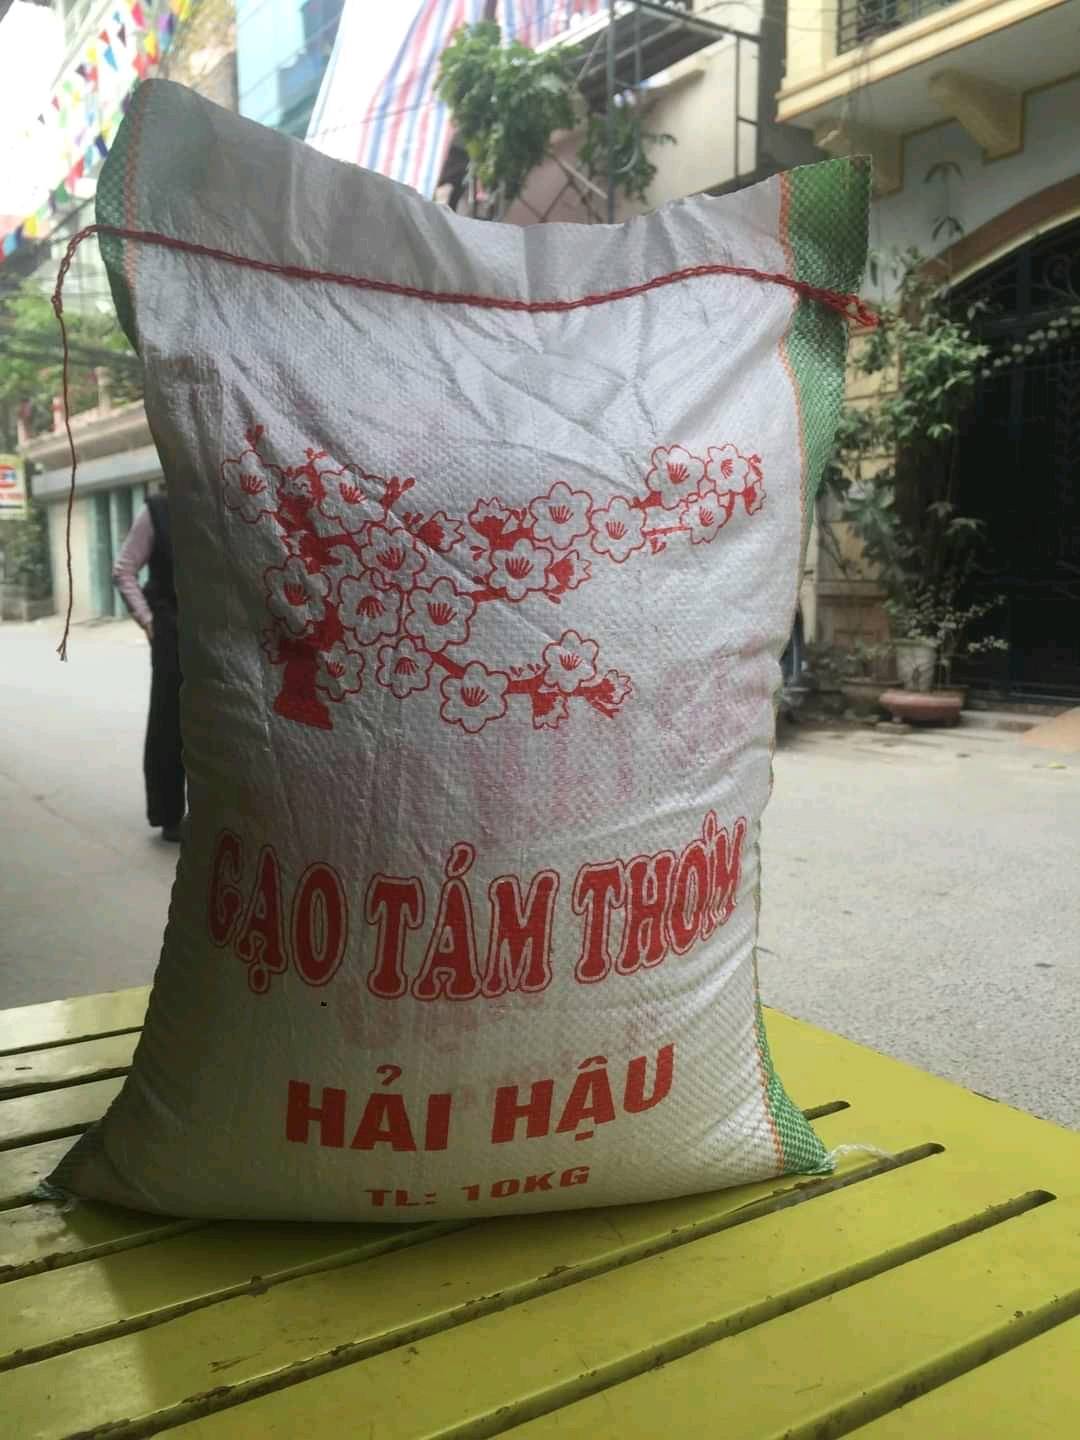 GẠO TÁM THƠM
HẢI HẬU
TL: 10KG